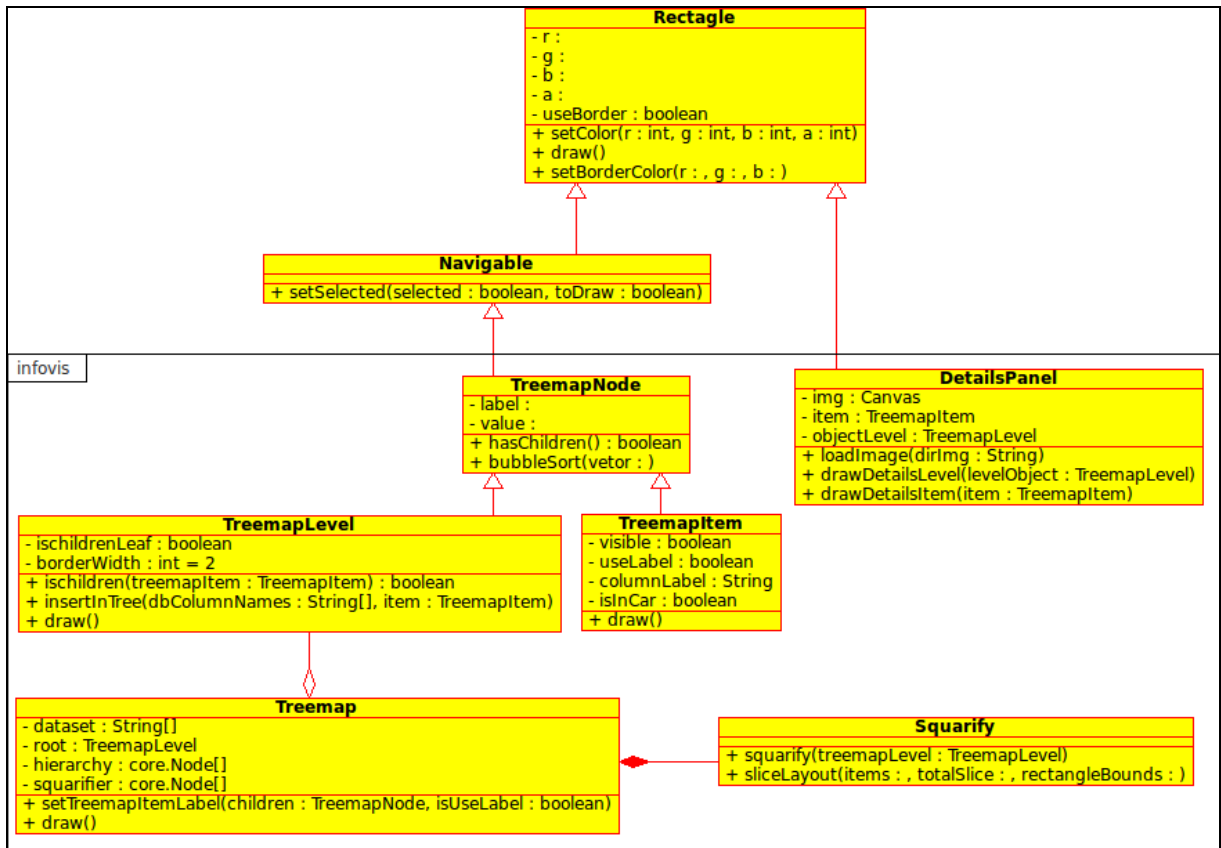 Rectagle
- r :
- g :
- b :
- a :
- useBorder : boolean
+ setColor(r : int, g : int, b : int, a : int)
+ draw()
+ setBorderColor(r : , g : , b : )
Navigable
+ setSelected(selected : boolean, toDraw : boolean)
infovis
TreemapNode
- label :
- value :
+ hasChildren() : boolean
+ bubbleSort(vetor : )
DetailsPanel
- img : Canvas
- item : TreemapItem
- objectLevel : TreemapLevel
+ loadImage(dirImg : String)
+ drawDetailsLevel(levelObject : TreemapLevel)
+ drawDetailsItem(item : TreemapItem)
TreemapLevel
- ischildrenLeaf : boolean
- borderWidth : int = 2
+ ischildren(treemapItem : TreemapItem) : boolean
+ insertInTree(dbColumnNames : String[], item : TreemapItem)
+ draw()
TreemapItem
- visible : boolean
- useLabel : boolean
- columnLabel : String
- isInCar : boolean
+ draw()
Treemap
- dataset : String[]
- root : TreemapLevel
- hierarchy : core.Node[]
- squarifier : core.Node[]
+ setTreemapItemLabel(children : TreemapNode, isUseLabel : boolean)
+ draw()
Squarify
+ squarify(treemapLevel : TreemapLevel)
+ sliceLayout(items : , totalSlice : , rectangleBounds : )